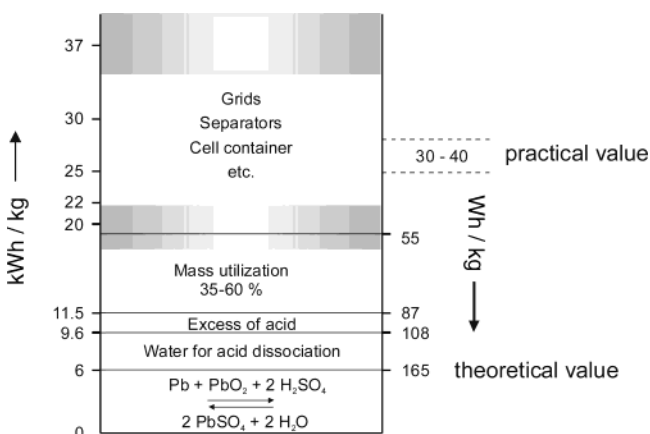 37
30
25
22
20
11.5
9.6
6
0
kWh / kg
Grids
Separators
Cell container
etc.
Mass utilization
35-60 %
Excess of acid
Water for acid dissociation
Pb + PbO₂ + 2 H₂SO₄
2 PbSO₄ + 2 H₂O
30 - 40
55
87
108
165
Wh / kg
practical value
theoretical value